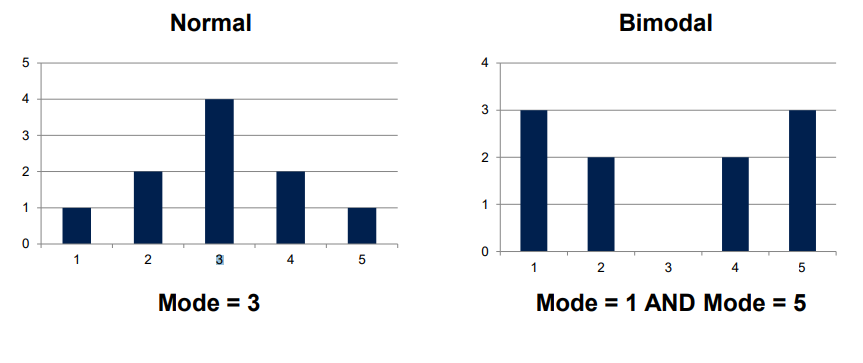 Normal
5
4
3
2
1
0
1 2 3 4 5
Mode = 3
Bimodal
4
3
2
1
0
1 2 3 4 5
Mode = 1 AND Mode = 5